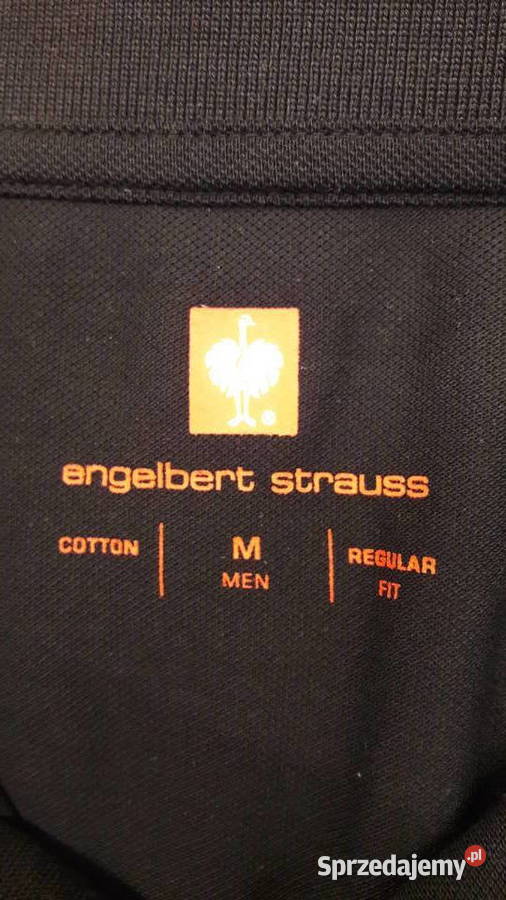 engelbert strauss
COTTON
M
MEN
REGULAR
FIT
Sprzedajemy.pl